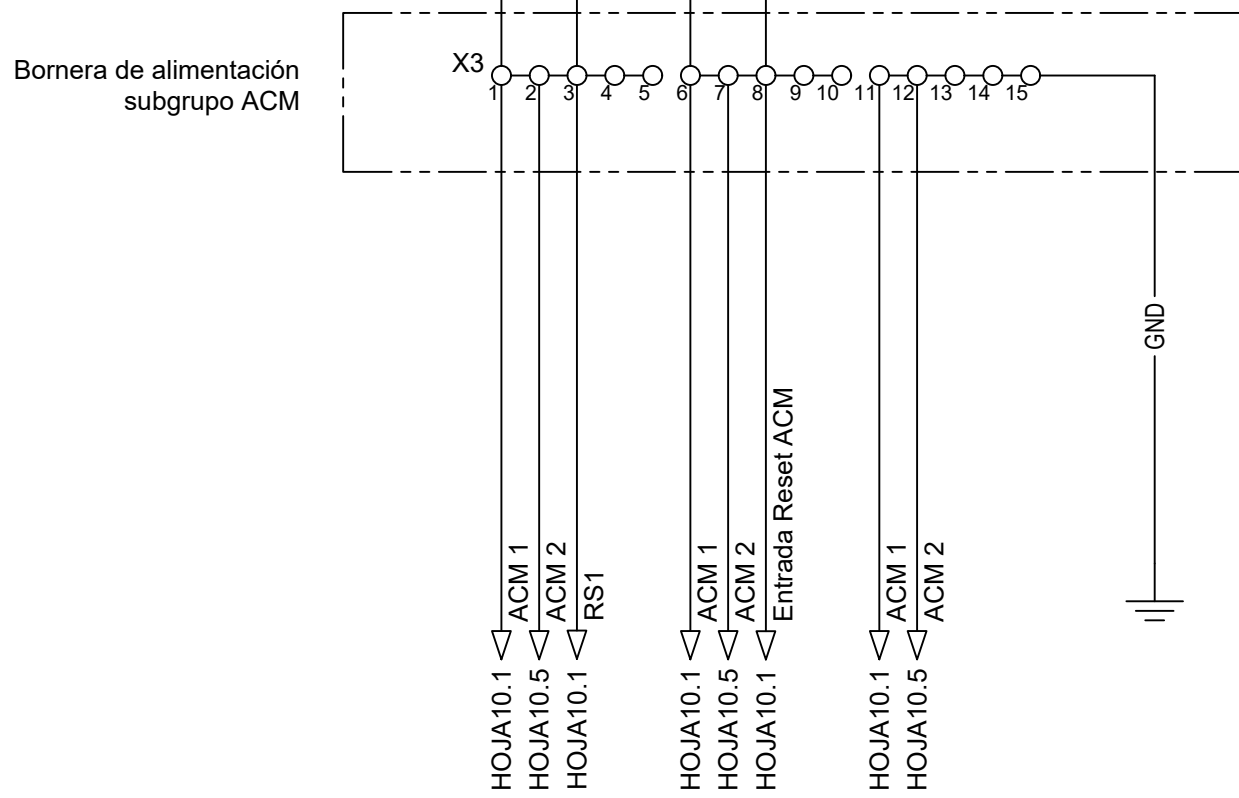 Bornera de alimentación
subgrupo ACM
X3
1 2 3 4 5 6 7 8 9 10 11 12 13 14 15
GND
ACM 1
ACM 2
RS1
ACM 1
ACM 2
Entrada Reset ACM
ACM 1
ACM 2
HOJA10.1
HOJA10.5
HOJA10.1
HOJA10.1
HOJA10.5
HOJA10.1
HOJA10.1
HOJA10.5